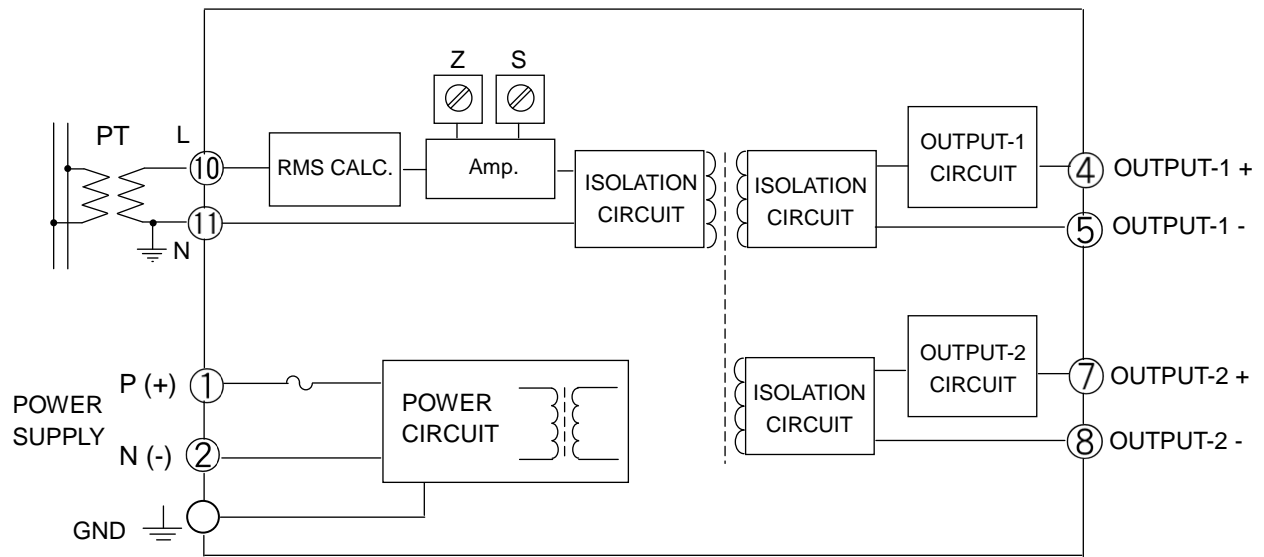 Z S
PT L
10 RMS CALC. Amp. ISOLATION CIRCUIT ISOLATION CIRCUIT OUTPUT-1 CIRCUIT 4 OUTPUT-1 +
11 N 5 OUTPUT-1 -
POWER SUPPLY
P (+) 1
N (-) 2
POWER CIRCUIT
GND
ISOLATION CIRCUIT
OUTPUT-2 CIRCUIT
7 OUTPUT-2 +
8 OUTPUT-2 -